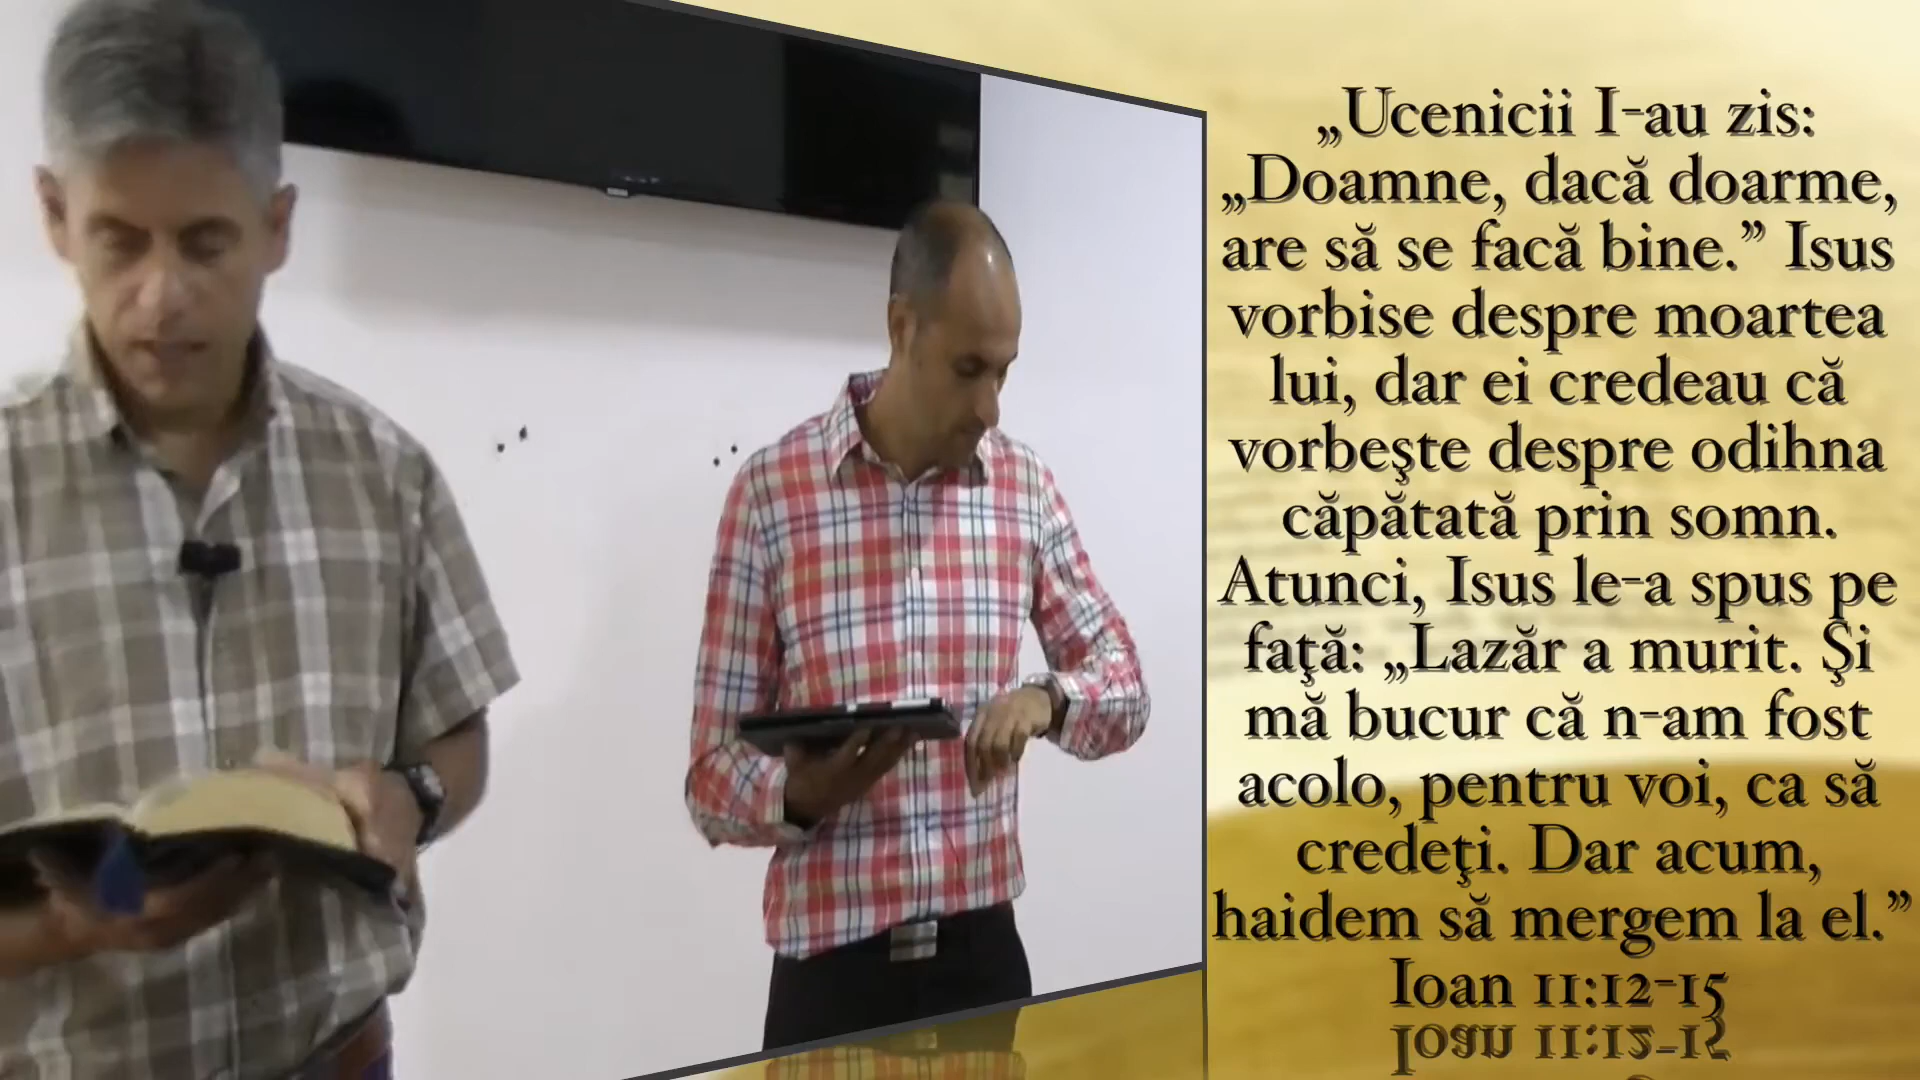 „Ucenicii I-au zis:
„Doamne, dacă doarme,
are să se facă bine.” Isus
vorbise despre moartea
lui, dar ei credeau că
vorbeşte despre odihna
căpătată prin somn.
Atunci, Isus le-a spus pe
faţă: „Lazăr a murit. Şi
mă bucur că n-am fost
acolo, pentru voi, ca să
credeţi. Dar acum,
haidem să mergem la el.”
Ioan 11:12-15